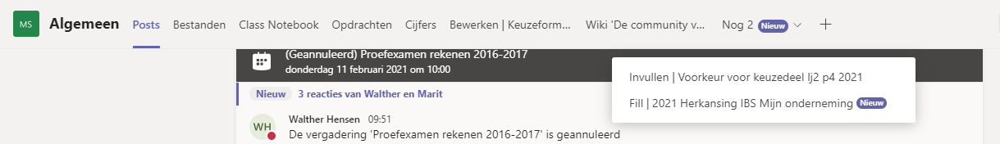 MS Algemeen Posts Bestanden Class Notebook Opdrachten Cijfers Bewerken | Keuzeform... Wiki 'De community v... Nog 2 Nieuw
(Geannuleerd) Proefexamen rekenen 2016-2017
donderdag 11 februari 2021 om 10:00
Invullen | Voorkeur voor keuzedeel lj2 p4 2021
Nieuw 3 reacties van Walther en Marit
Fill | 2021 Herkansing IBS Mijn onderneming Nieuw
WH Walther Hensen 09:51
De vergadering 'Proefexamen rekenen 2016-2017' is geannuleerd